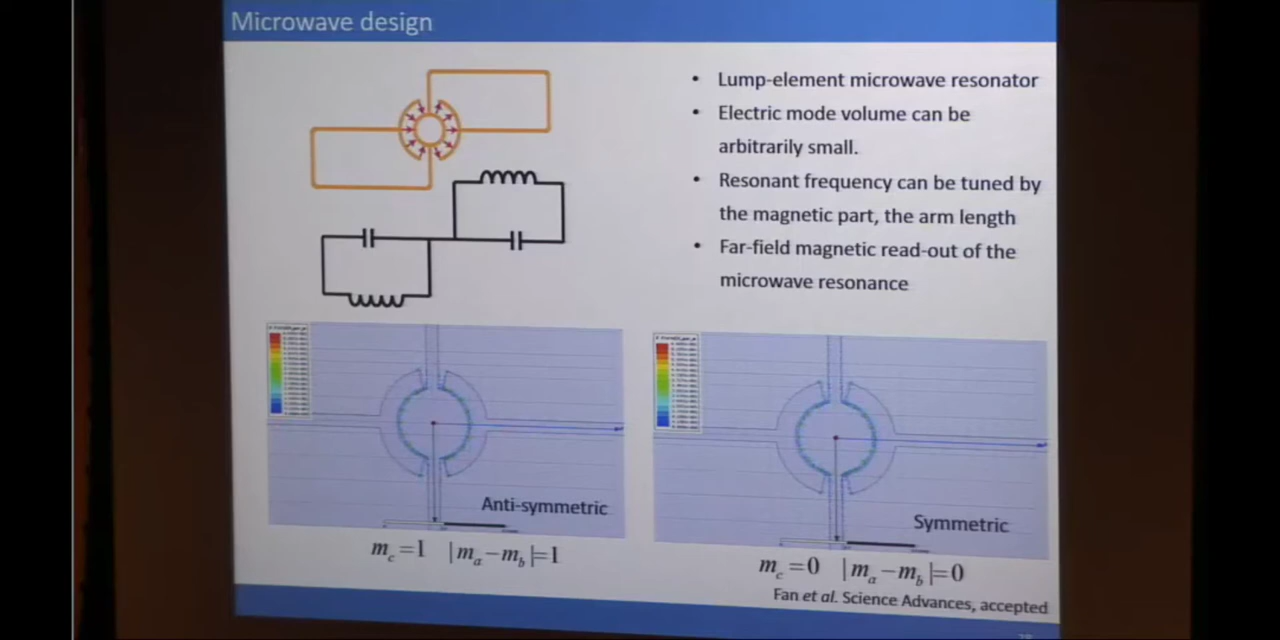 Microwave design
• Lump-element microwave resonator
• Electric mode volume can be
arbitrarily small.
• Resonant frequency can be tuned by
the magnetic part, the arm length
• Far-field magnetic read-out of the
microwave resonance
Anti-symmetric
Symmetric
m_c=1 |m_a−m_b|=1
m_c=0 |m_a−m_b|=0
Fan et al. Science Advances, accepted